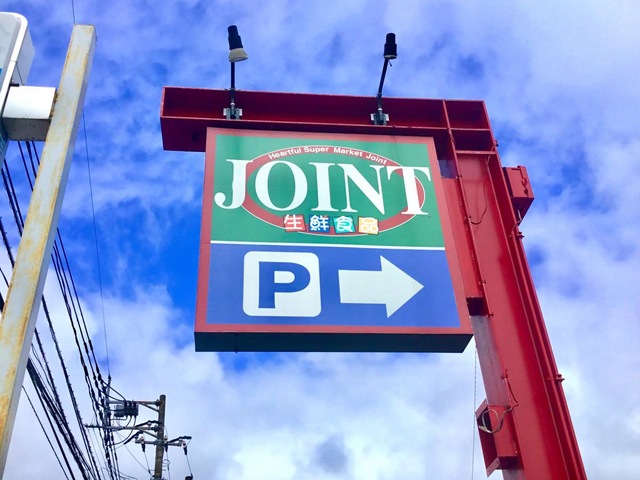 Heartful Super Market Joint
JOINT
生鮮食品
P